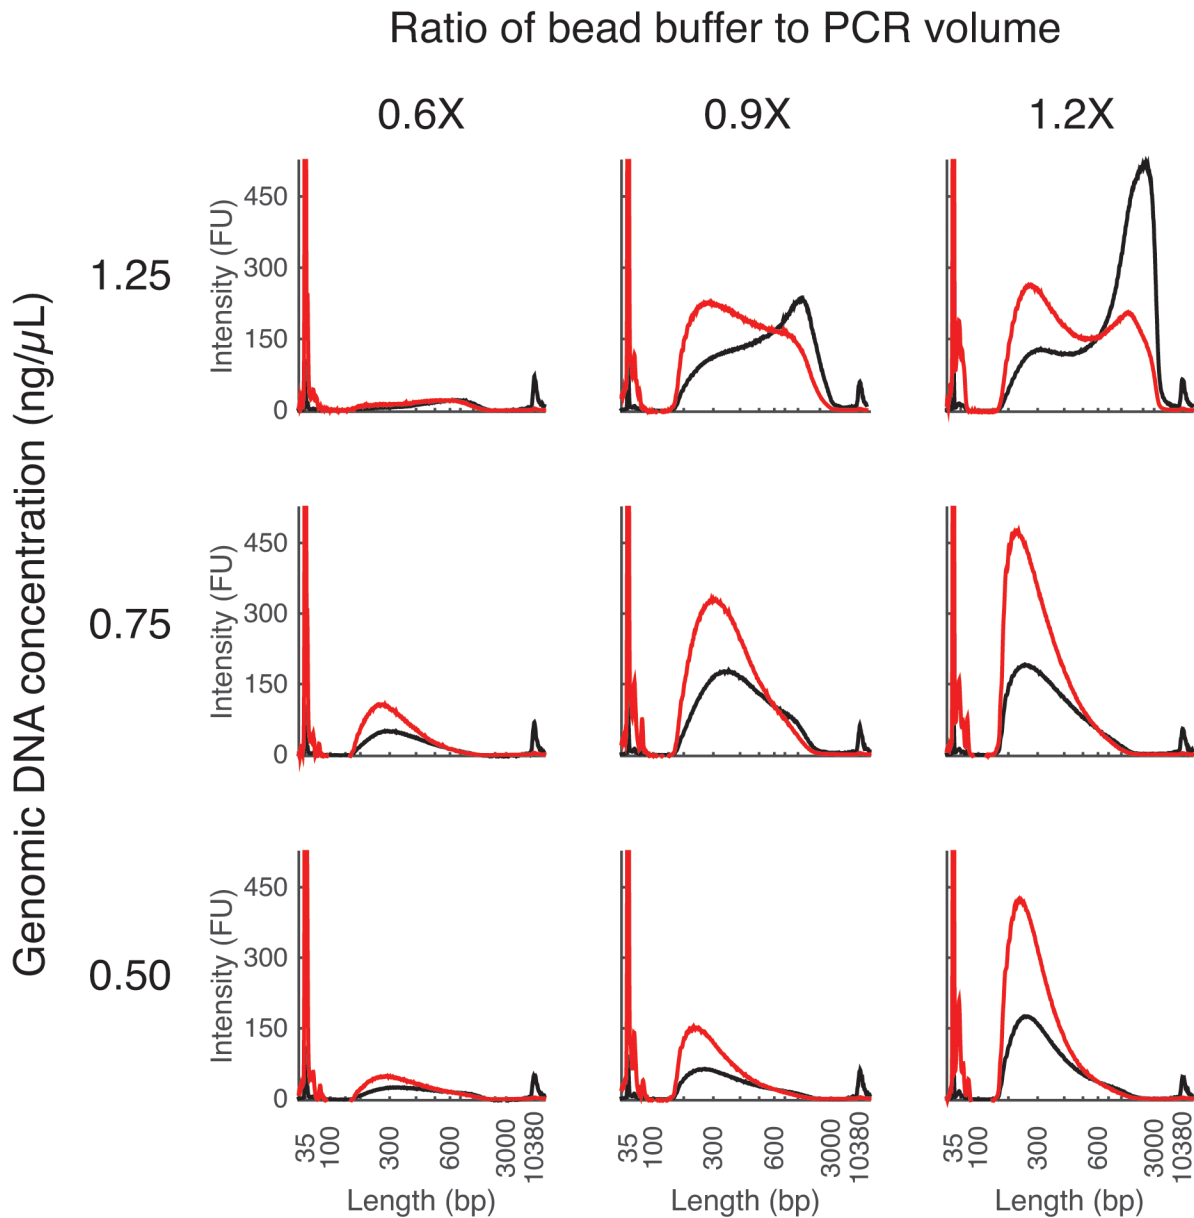 Ratio of bead buffer to PCR volume
0.6X 0.9X 1.2X
Genomic DNA concentration (ng/μL)
1.25
Intensity (FU)
450
300
150
0
0.75
Intensity (FU)
450
300
150
0
0.50
Intensity (FU)
450
300
150
0
35 100 300 600 30000 10380
35 100 300 600 30000 10380
35 100 300 600 30000 10380
Length (bp) Length (bp) Length (bp)